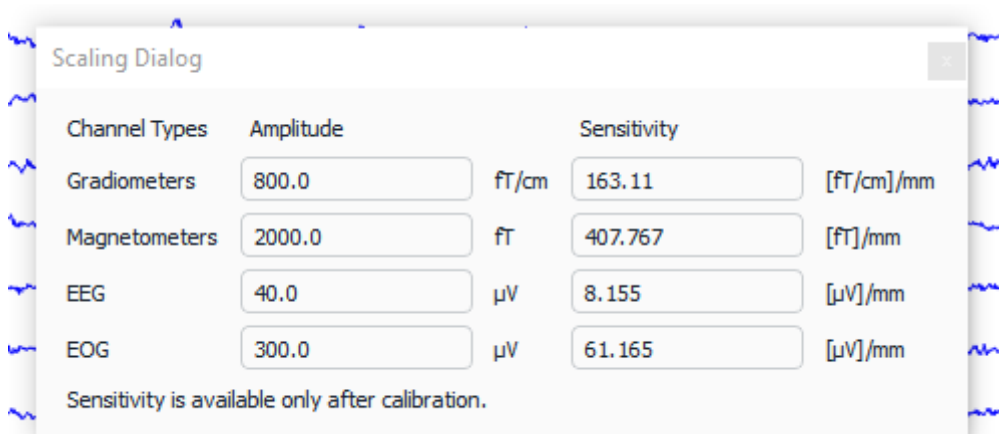 Scaling Dialog
x
Channel Types Amplitude Sensitivity
Gradiometers 800.0 fT/cm 163.11 [fT/cm]/mm
Magnetometers 2000.0 fT 407.767 [fT]/mm
EEG 40.0 µV 8.155 [µV]/mm
EOG 300.0 µV 61.165 [µV]/mm
Sensitivity is available only after calibration.